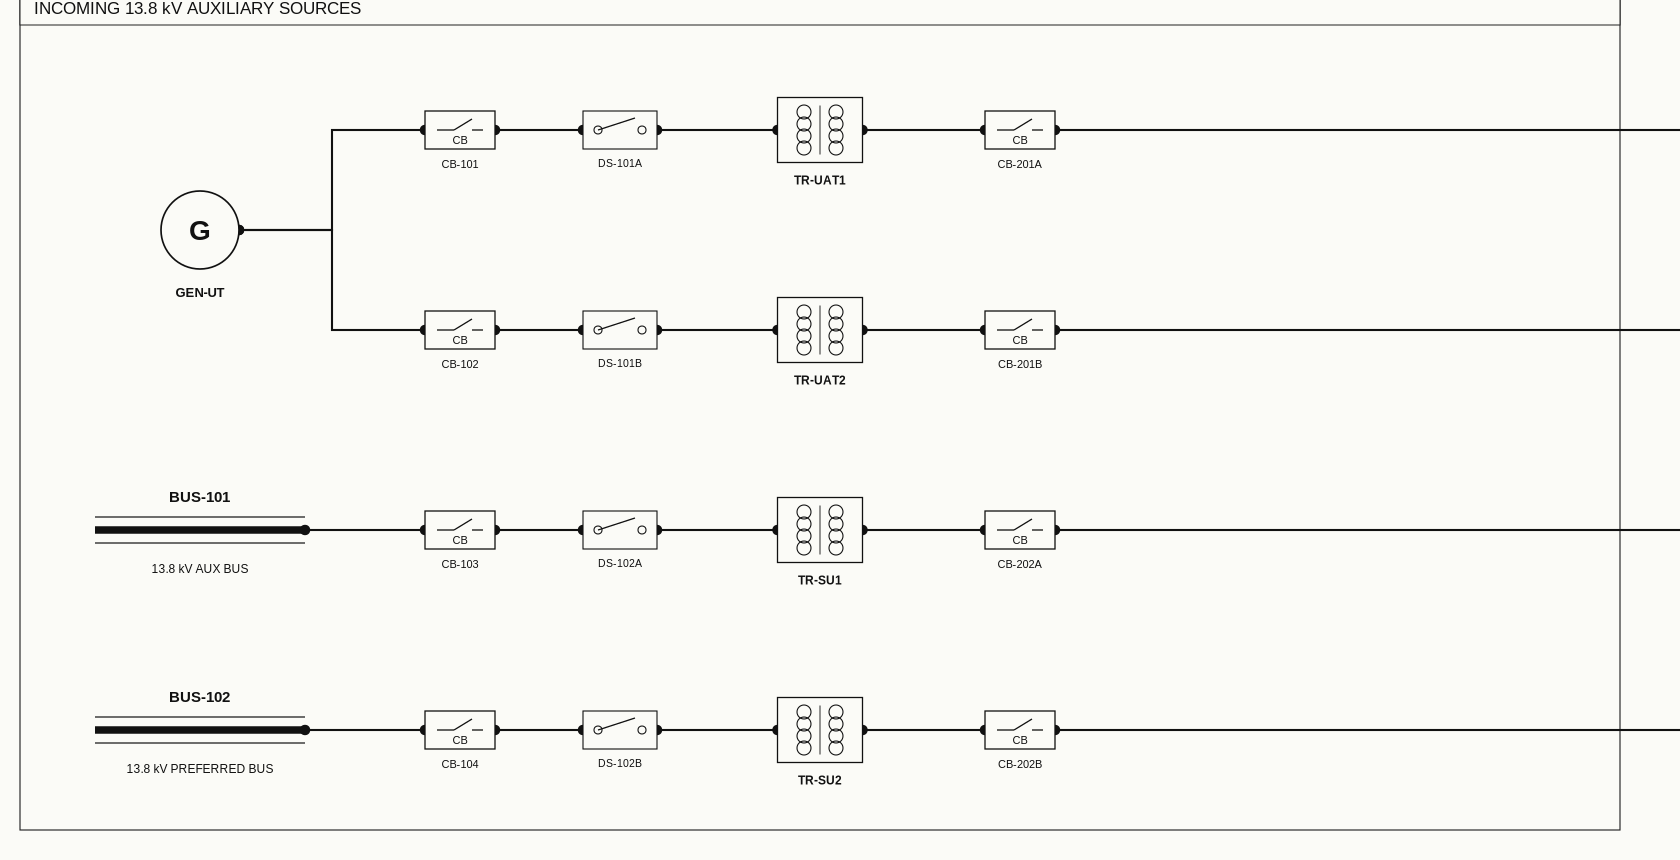 INCOMING 13.8 kV AUXILIARY SOURCES
CB
CB-101
DS-101A
TR-UAT1
CB
CB-201A
G
GEN-UT
CB
CB-102
DS-101B
TR-UAT2
CB
CB-201B
BUS-101
13.8 kV AUX BUS
CB
CB-103
DS-102A
TR-SU1
CB
CB-202A
BUS-102
13.8 kV PREFERRED BUS
CB
CB-104
DS-102B
TR-SU2
CB
CB-202B